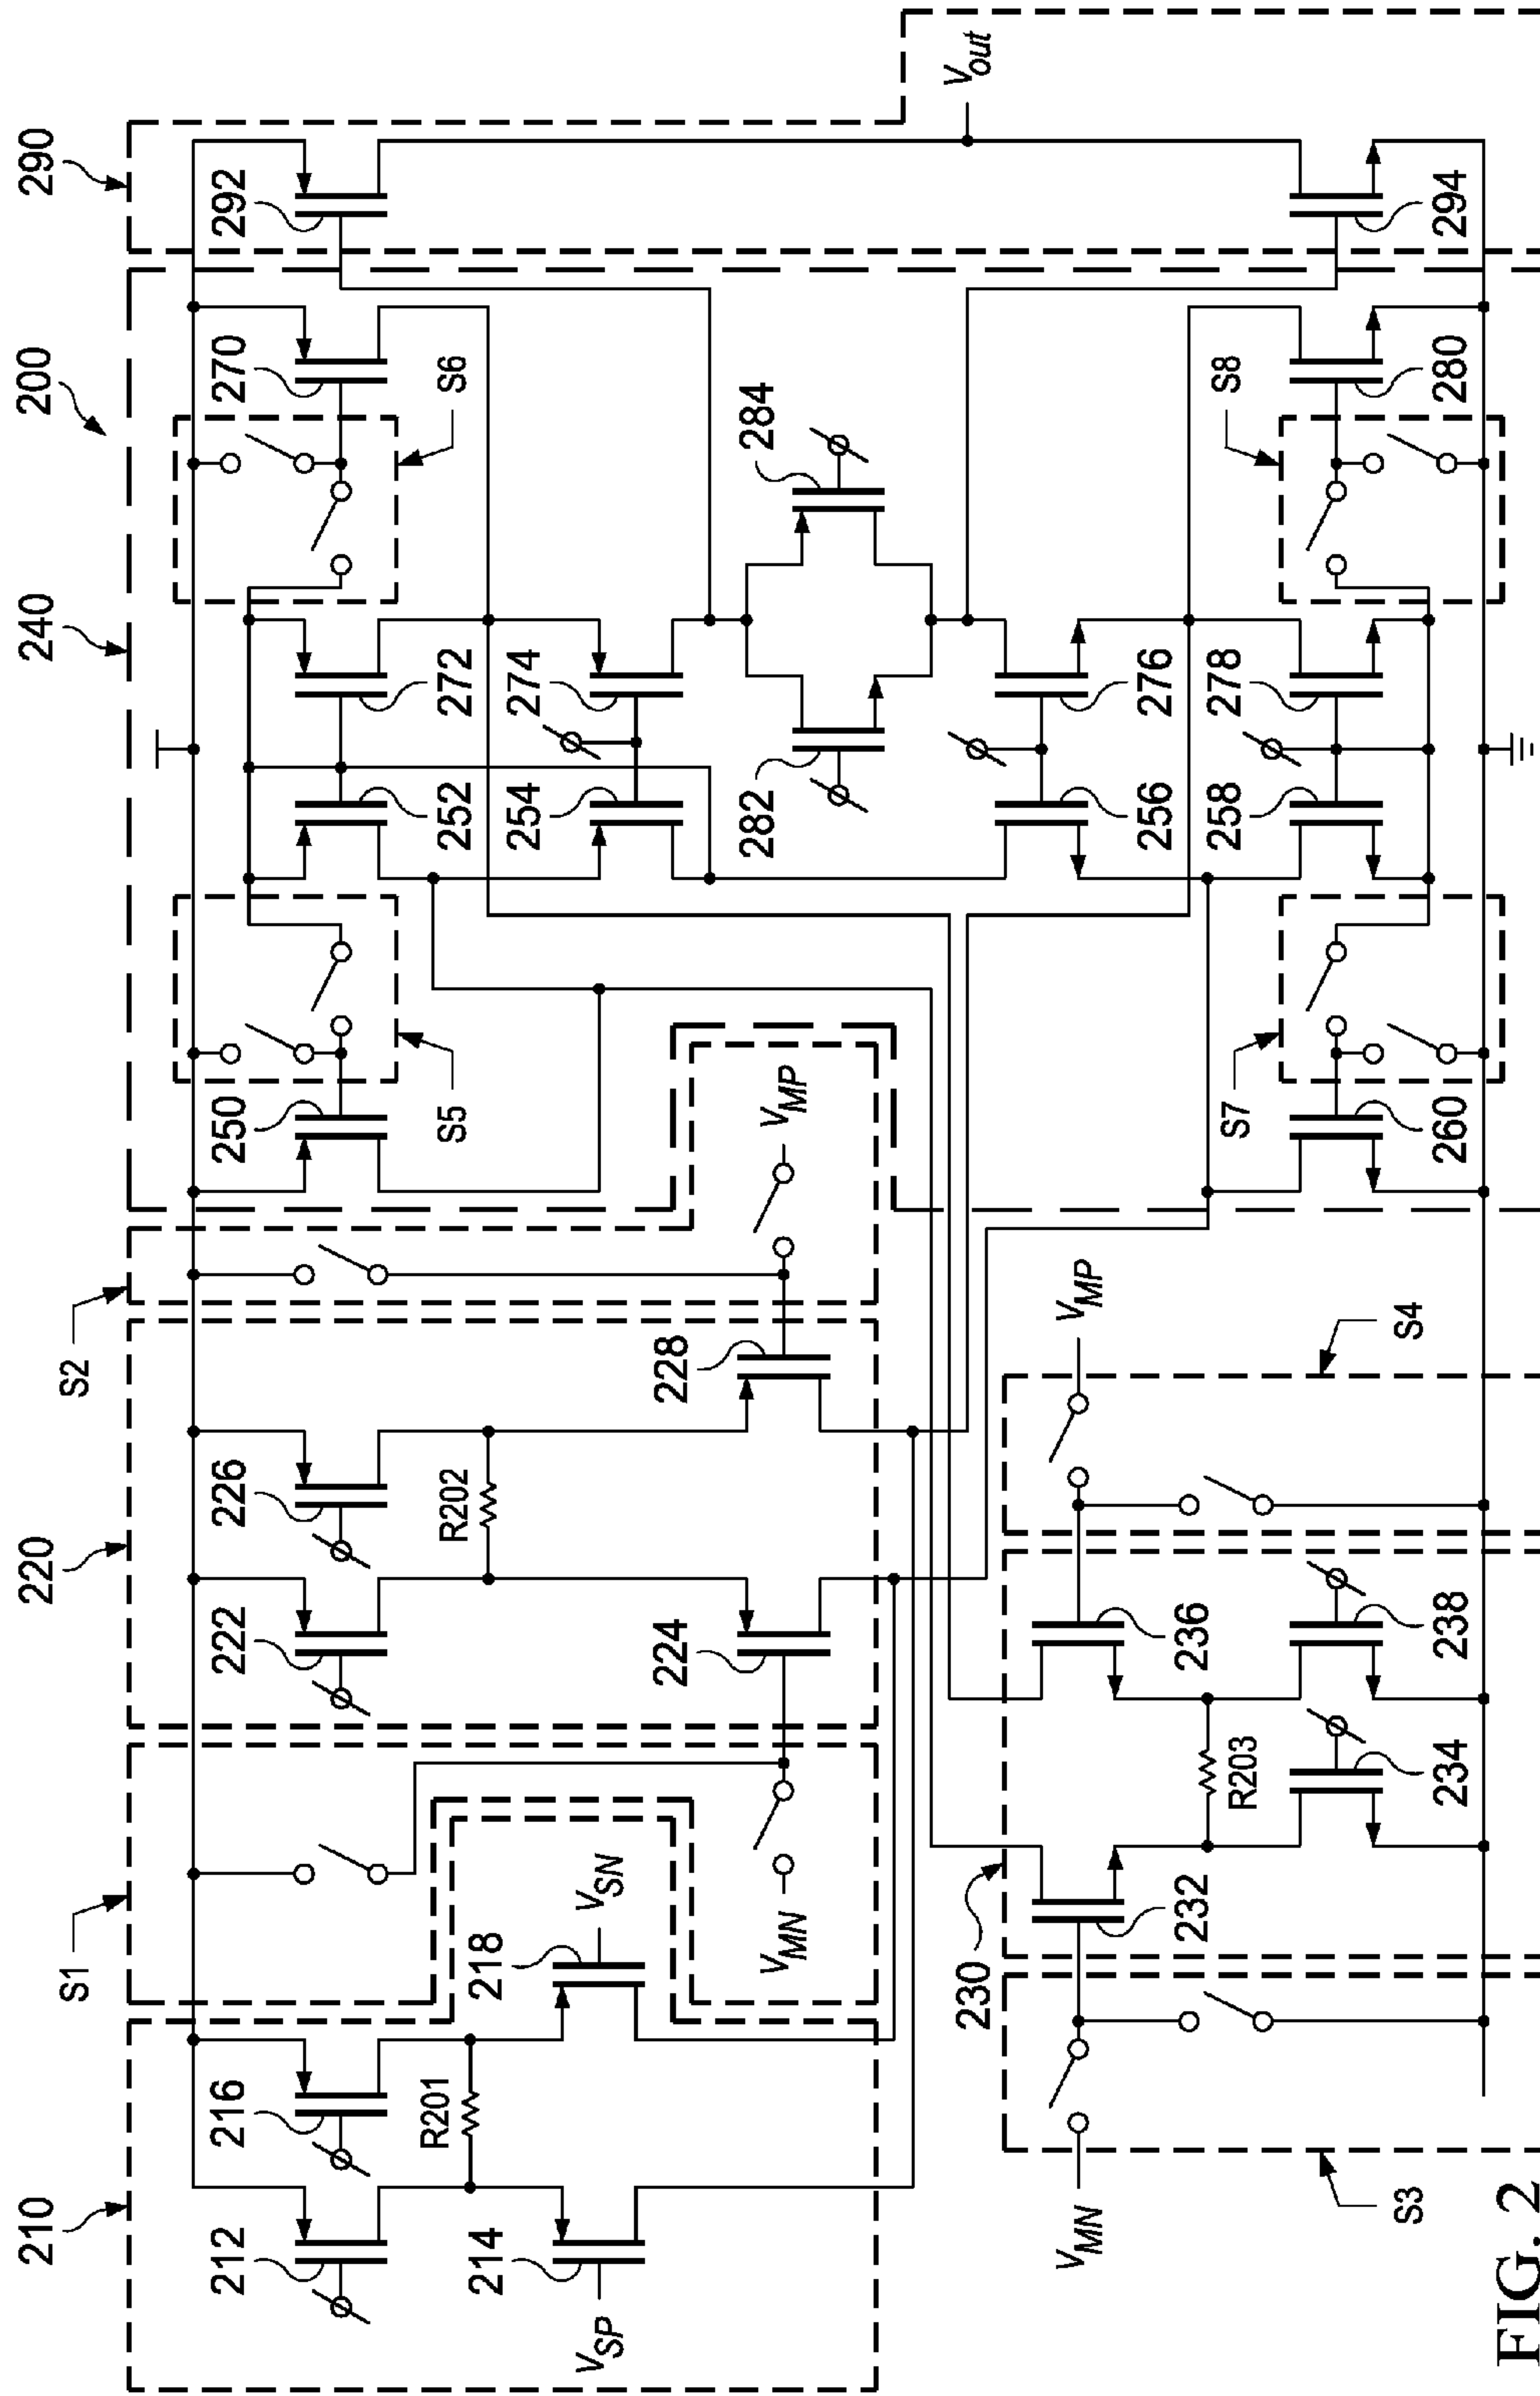 210
220
S2
240
200
290
S1
212
216
222
226
250
252
272
270
292
R201
R202
S5
S6
214
218
224
228
254
274
V_SP
V_SN
V_MN
V_MP
282
284
V_out
V_MN
230
V_MP
256
276
232
236
S7
S8
R203
258
278
S3
234
238
S4
260
280
294
FIG. 2